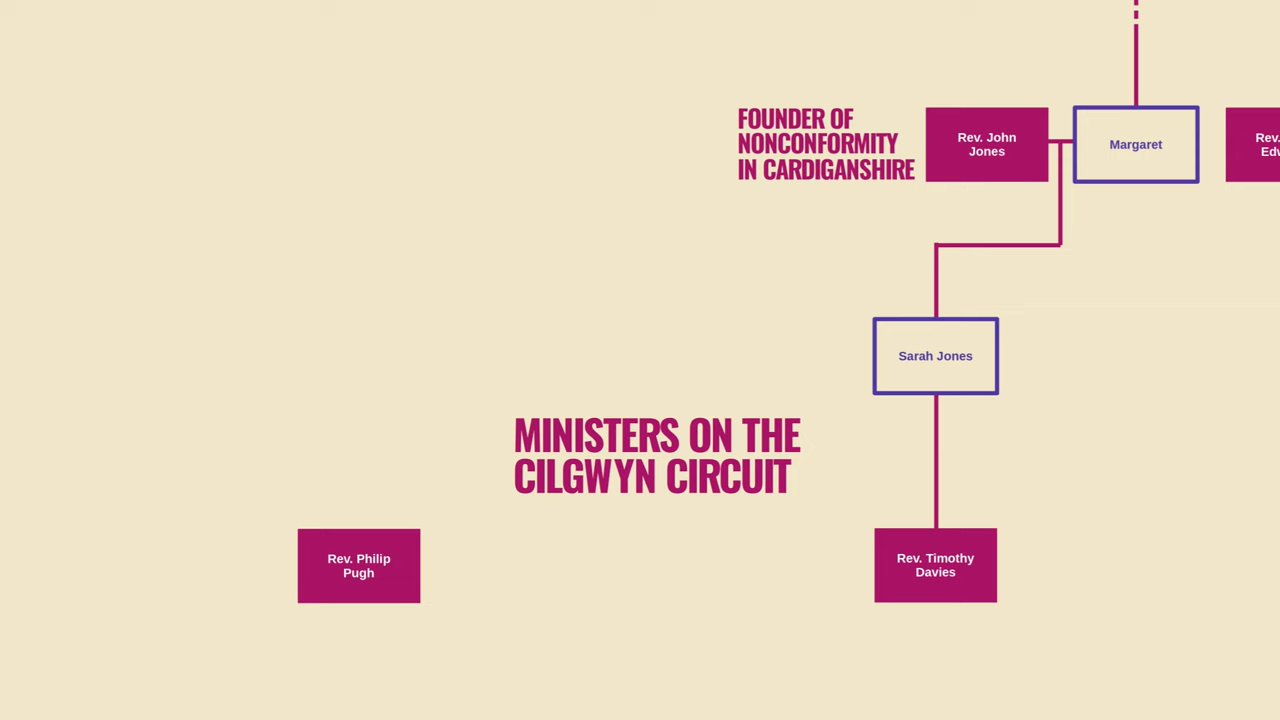 FOUNDER OF
NONCONFORMITY
IN CARDIGANSHIRE
Rev. John
Jones
Margaret
Rev.
Sarah Jones
MINISTERS ON THE
CILGWYN CIRCUIT
Rev. Philip
Pugh
Rev. Timothy
Davies